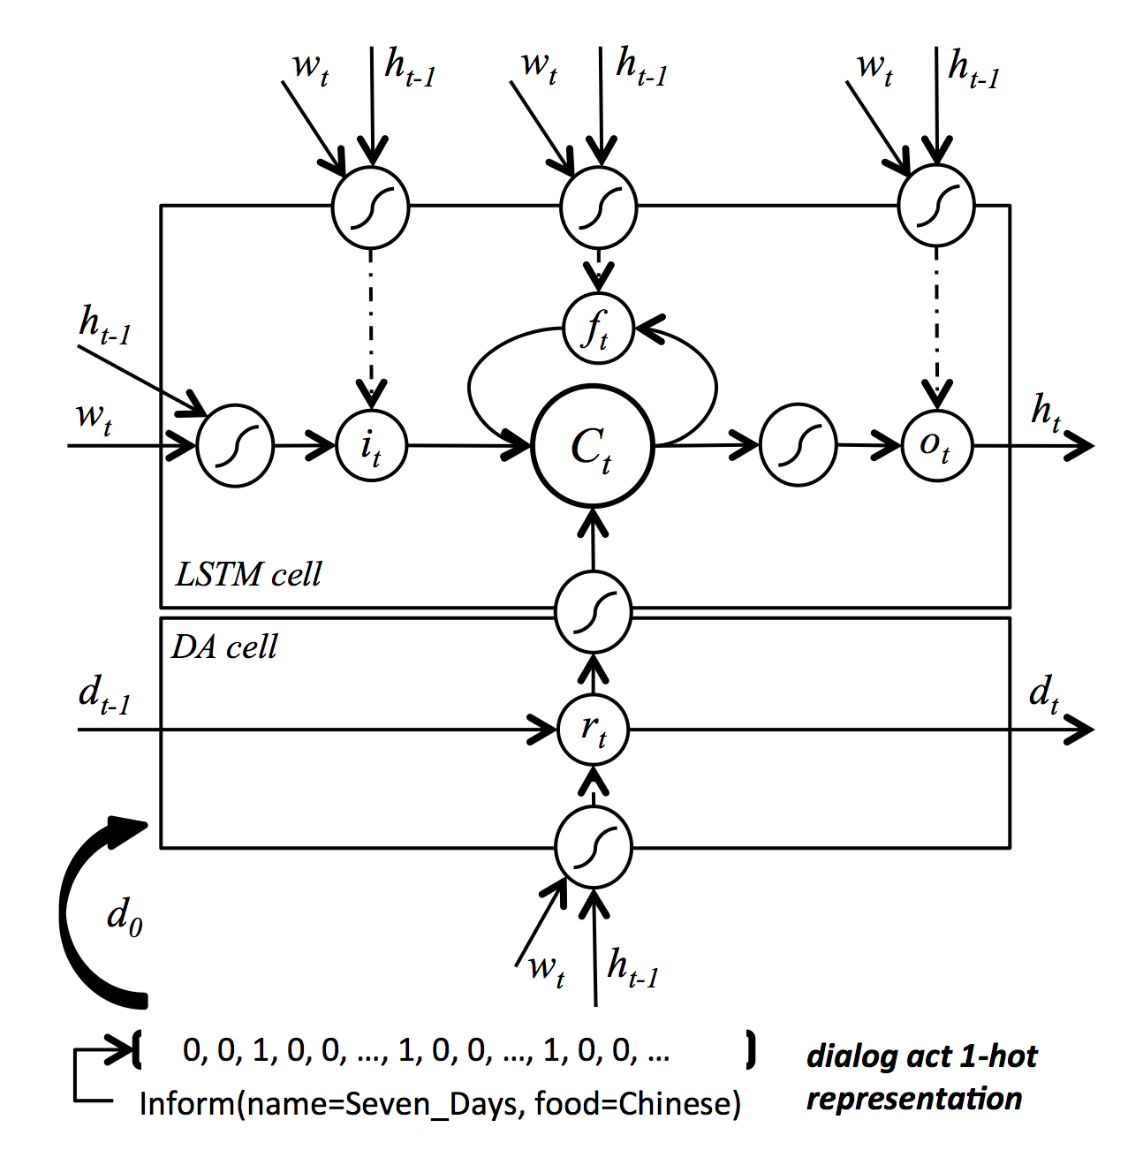 w_t h_{t-1} w_t h_{t-1} w_t h_{t-1}
f_t
h_{t-1}
w_t i_t C_t o_t h_t
LSTM cell
DA cell
d_{t-1} r_t d_t
d_0
w_t h_{t-1}
[ 0, 0, 1, 0, 0, …, 1, 0, 0, …, 1, 0, 0, … ]
dialog act 1-hot
representation
Inform(name=Seven_Days, food=Chinese)